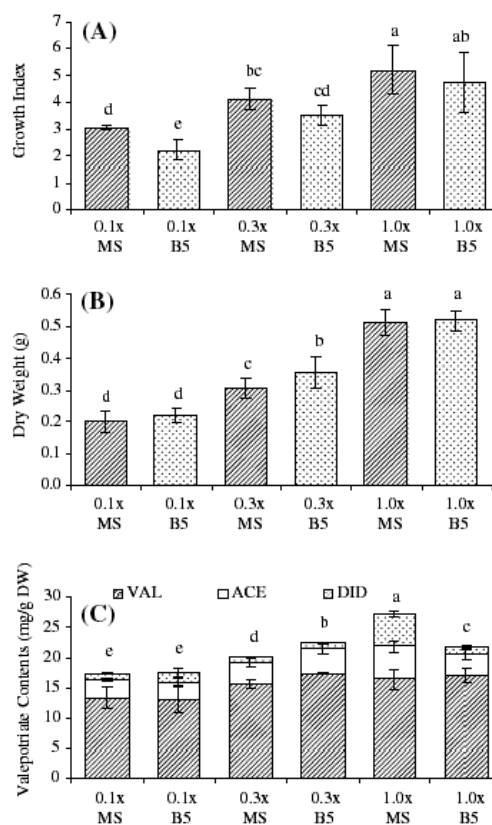 (A)
Growth Index
7
6
5
4
3
2
1
0
d
e
bc
cd
a
ab
0.1x 0.1x 0.3x 0.3x 1.0x 1.0x
MS B5 MS B5 MS B5
(B)
Dry Weight (g)
0.6
0.5
0.4
0.3
0.2
0.1
0.0
d
d
c
b
a
a
0.1x 0.1x 0.3x 0.3x 1.0x 1.0x
MS B5 MS B5 MS B5
(C)
Valepotriate Contents (mg/g DW)
VAL ACE DID
30
25
20
15
10
5
0
e
e
d
b
a
c
0.1x 0.1x 0.3x 0.3x 1.0x 1.0x
MS B5 MS B5 MS B5